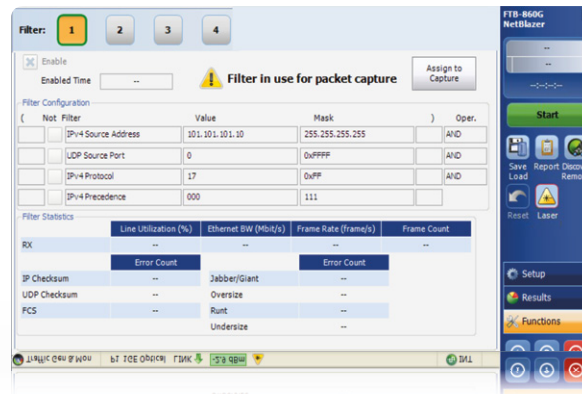 Filter: 1 2 3 4
Enable
Enabled Time --
Filter in use for packet capture
Assign to
Capture
Filter Configuration
( Not Filter Value Mask ) Oper.
IPv4 Source Address 101.101.101.10 255.255.255.255 AND
UDP Source Port 0 0xFFFF AND
IPv4 Protocol 17 0xFF AND
IPv4 Precedence 000 111
Filter Statistics
Line Utilization (%) Ethernet BW (Mbit/s) Frame Rate (frame/s) Frame Count
RX -- -- -- --
Error Count Error Count
IP Checksum -- Jabber/Giant --
UDP Checksum -- Oversize --
FCS -- Runt --
Undersize --
Traffic Gen & Mon P1 1GE Optical LINK -2.9 dBm INT
FTB-860G
NetBlazer
--
--
--:--:--
Start
Save
Load
Report
Disco
Remo
Reset
Laser
Setup
Results
Functions